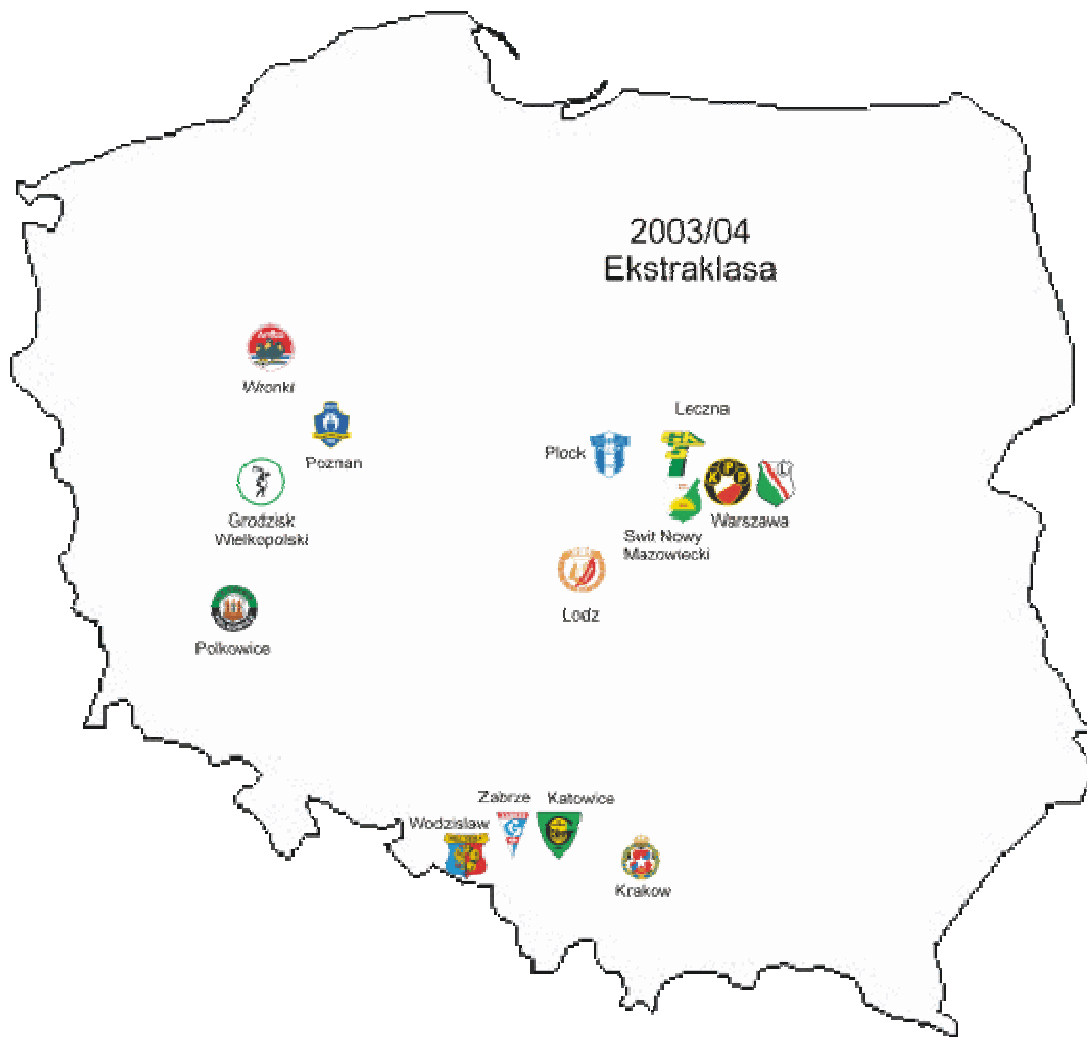 2003/04
Ekstraklasa
Wronki
Poznan
Leczna
Plock
Grodzisk
Wielkopolski
Warszawa
Swit Nowy
Mazowiecki
Lodz
Polkowice
Zabrze
Katowice
Wodzislaw
Krakow